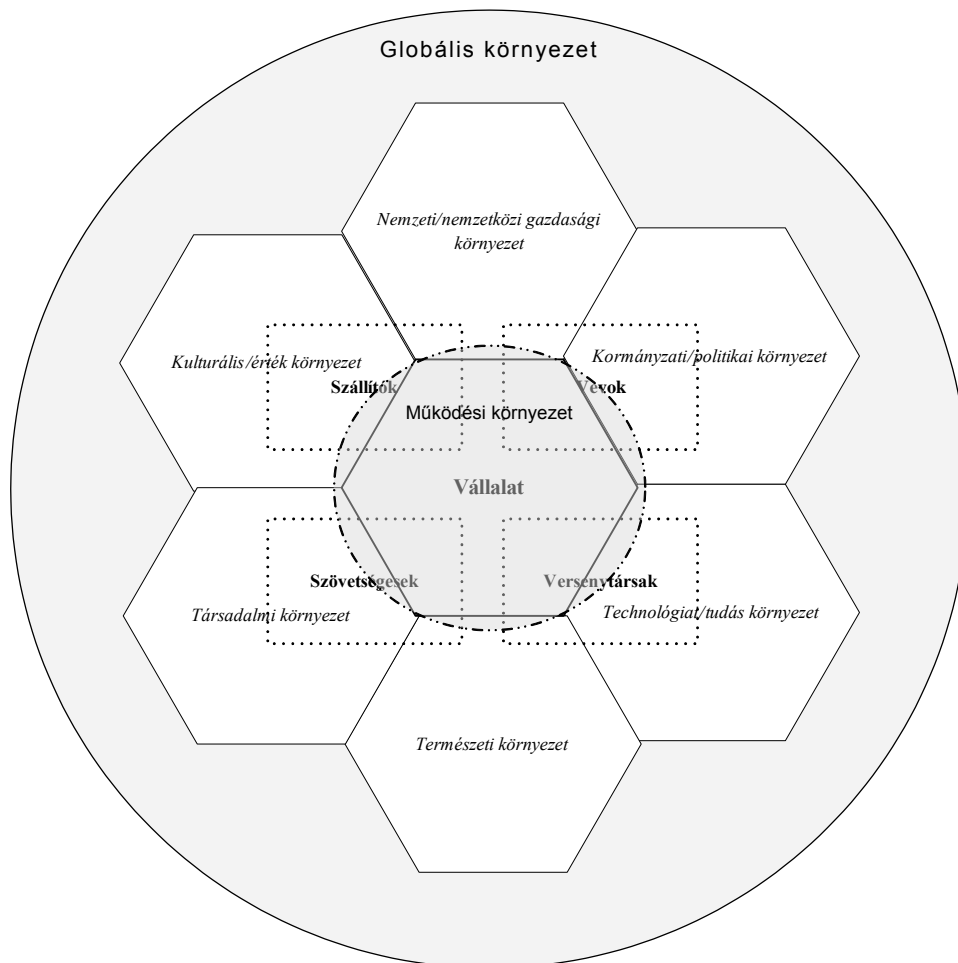 Globális környezet
Nemzeti/nemzetközi gazdasági
környezet
Kulturális/érték környezet
Kormányzati/politikai környezet
Szállítók
Vevok
Működési környezet
Vállalat
Szövetségesek
Versenytársak
Társadalmi környezet
Technológiai/tudás környezet
Természeti környezet